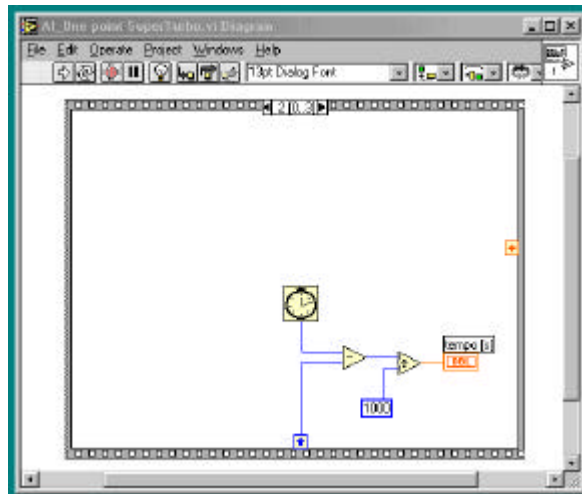 AI_One point SuperTurbo.vi Diagram
File Edit Operate Project Windows Help
13pt Dialog Font
2 [0..3]
tempo [s]
DBL
1000